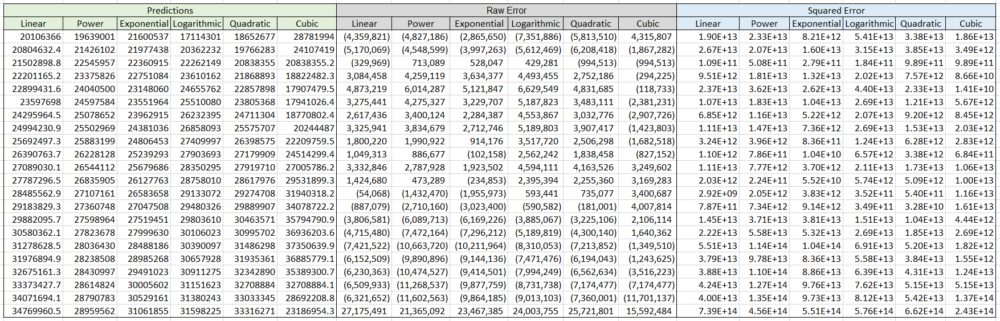 Predictions Raw Error Squared Error
Linear Power Exponential Logarithmic Quadratic Cubic Linear Power Exponential Logarithmic Quadratic Cubic Linear Power Exponential Logarithmic Quadratic Cubic
20106366 19639001 21600537 17114301 18652677 28781994 (4,359,821) (4,827,186) (2,865,650) (7,351,886) (5,813,510) 4,315,807 1.90E+13 2.33E+13 8.21E+12 5.41E+13 3.38E+13 1.86E+13
20804632.4 21426102 21977438 20362232 19766283 24107419 (5,170,069) (4,548,599) (3,997,263) (5,612,469) (6,208,418) (1,867,282) 2.67E+13 2.07E+13 1.60E+13 3.15E+13 3.85E+13 3.49E+12
21502898.8 22545957 22360915 22262149 20838355 20838355.2 (329,969) 713,089 528,047 429,281 (994,513) (994,513) 1.09E+11 5.08E+11 2.79E+11 1.84E+11 9.89E+11 9.89E+11
22201165.2 23375826 22751084 23610162 21868893 18822482.3 3,084,458 4,259,119 3,634,377 4,493,455 2,752,186 (294,225) 9.51E+12 1.81E+13 1.32E+13 2.02E+13 7.57E+12 8.66E+10
22899431.6 24040500 23148060 24655762 22857898 17907479.5 4,873,219 6,014,287 5,121,847 6,629,549 4,831,685 (118,733) 2.37E+13 3.62E+13 2.62E+13 4.40E+13 2.33E+13 1.41E+10
23597698 24597584 23551964 25510080 23805368 17941026.4 3,275,441 4,275,327 3,229,707 5,187,823 3,483,111 (2,381,231) 1.07E+13 1.83E+13 1.04E+13 2.69E+13 1.21E+13 5.67E+12
24295964.5 25078652 23962915 26232395 24711304 18770802.4 2,617,436 3,400,124 2,284,387 4,553,867 3,032,776 (2,907,726) 6.85E+12 1.16E+13 5.22E+12 2.07E+13 9.20E+12 8.45E+12
24994230.9 25502969 24381036 26858093 25575707 20244487 3,325,941 3,834,679 2,712,746 5,189,803 3,907,417 (1,423,803) 1.11E+13 1.47E+13 7.36E+12 2.69E+13 1.53E+13 2.03E+12
25692497.3 25883199 24806453 27409997 26398575 22209759.5 1,800,220 1,990,922 914,176 3,517,720 2,506,298 (1,682,518) 3.24E+12 3.96E+12 8.36E+11 1.24E+13 6.28E+12 2.83E+12
26390763.7 26228128 25239293 27903693 27179909 24514299.4 1,049,313 886,677 (102,158) 2,562,242 1,838,458 (827,152) 1.10E+12 7.86E+11 1.04E+10 6.57E+12 3.38E+12 6.84E+11
27089030.1 26544112 25679686 28350295 27919710 27005786.2 3,332,846 2,787,928 1,923,502 4,594,111 4,163,526 3,249,602 1.11E+13 7.77E+12 3.70E+12 2.11E+13 1.73E+13 1.06E+13
27787296.5 26835905 26127763 28758010 28617976 29531899.3 1,424,680 473,289 (234,853) 2,395,394 2,255,360 3,169,283 2.03E+12 2.24E+11 5.52E+10 5.74E+12 5.09E+12 1.00E+13
28485562.9 27107161 26583658 29133072 29274708 31940318.2 (54,068) (1,432,470) (1,955,973) 593,441 735,077 3,400,687 2.92E+09 2.05E+12 3.83E+12 3.52E+11 5.40E+11 1.16E+13
29183829.3 27360748 27047508 29480326 29889907 34078722.2 (887,079) (2,710,160) (3,023,400) (590,582) (181,001) 4,007,814 7.87E+11 7.34E+12 9.14E+12 3.49E+11 3.28E+10 1.61E+13
29882095.7 27598964 27519451 29803610 30463571 35794790.9 (3,806,581) (6,089,713) (6,169,226) (3,885,067) (3,225,106) 2,106,114 1.45E+13 3.71E+13 3.81E+13 1.51E+13 1.04E+13 4.44E+12
30580362.1 27823678 27999630 30106023 30995702 36936203.6 (4,715,480) (7,472,164) (7,296,212) (5,189,819) (4,300,140) 1,640,362 2.22E+13 5.58E+13 5.32E+13 2.69E+13 1.85E+13 2.69E+12
31278628.5 28036430 28488186 30390097 31486298 37350639.9 (7,421,522) (10,663,720) (10,211,964) (8,310,053) (7,213,852) (1,349,510) 5.51E+13 1.14E+14 1.04E+14 6.91E+13 5.20E+13 1.82E+12
31976894.9 28238508 28985268 30657928 31935361 36885779.1 (6,152,509) (9,890,896) (9,144,136) (7,471,476) (6,194,043) (1,243,625) 3.79E+13 9.78E+13 8.36E+13 5.58E+13 3.84E+13 1.55E+12
32675161.3 28430997 29491023 30911275 32342890 35389300.7 (6,230,363) (10,474,527) (9,414,501) (7,994,249) (6,562,634) (3,516,223) 3.88E+13 1.10E+14 8.86E+13 6.39E+13 4.31E+13 1.24E+13
33373427.7 28614824 30005602 31151623 32708884 32708884.1 (6,509,933) (11,268,537) (9,877,759) (8,731,738) (7,174,477) (7,174,477) 4.24E+13 1.27E+14 9.76E+13 7.62E+13 5.15E+13 5.15E+13
34071694.1 28790783 30529161 31380243 33033345 28692208.8 (6,321,652) (11,602,563) (9,864,185) (9,013,103) (7,360,001) (11,701,137) 4.00E+13 1.35E+14 9.73E+13 8.12E+13 5.42E+13 1.37E+14
34769960.5 28959562 31061855 31598225 33316271 23186954.3 27,175,491 21,365,092 23,467,385 24,003,755 25,721,801 15,592,484 7.39E+14 4.56E+14 5.51E+14 5.76E+14 6.62E+14 2.43E+14